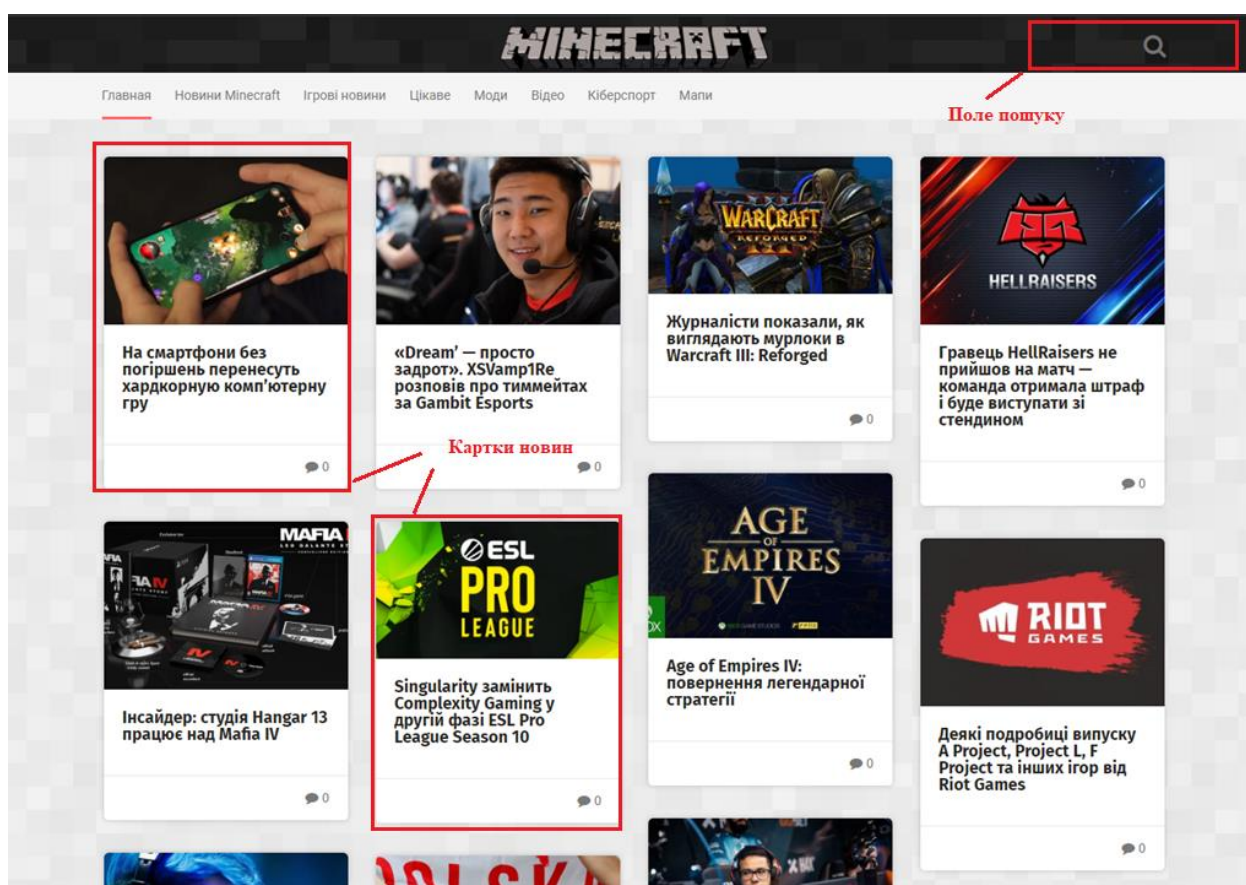 MINECRAFT
Главная Новини Minecraft Ігрові новини Цікаве Моди Відео Кіберспорт Мапи
Поле пошуку
На смартфони без
погіршень перенесуть
хардкорную комп'ютерну
гру
0
«Dream' — просто
задрот». XSVamp1Re
розповів про тиммейтах
за Gambit Esports
0
WARCRAFT
III
REFORGED
Журналісти показали, як
виглядають мурлоки в
Warcraft III: Reforged
0
HELLRAISERS
Гравець HellRaisers не
прийшов на матч —
команда отримала штраф
і буде виступати зі
стендином
0
Картки новин
MAFIA
Інсайдер: студія Hangar 13
працює над Mafia IV
0
ESL
PRO
LEAGUE
Singularity замінить
Complexity Gaming у
другій фазі ESL Pro
League Season 10
0
AGE
OF
EMPIRES
IV
Age of Empires IV:
повернення легендарної
стратегії
0
RIOT
GAMES
Деякі подробиці випуску
A Project, Project L, F
Project та інших ігор від
Riot Games
0